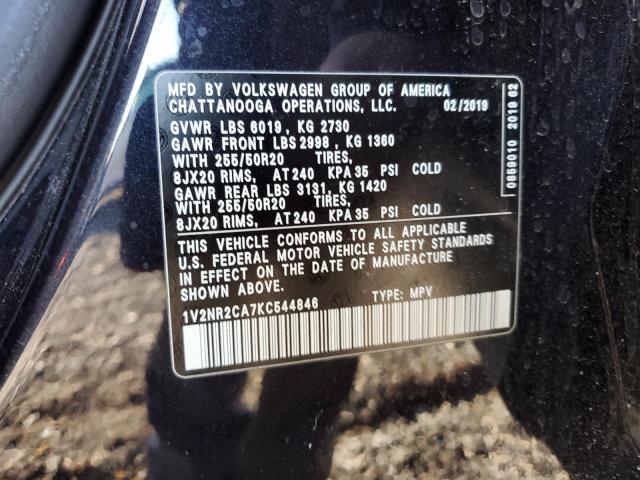 MFD BY VOLKSWAGEN GROUP OF AMERICA
CHATTANOOGA OPERATIONS, LLC. 02/2019
GVWR LBS 6019, KG 2730
GAWR FRONT LBS 2998, KG 1360
WITH 255/50R20 TIRES,
8JX20 RIMS, AT 240 KPA 35 PSI COLD
GAWR REAR LBS 3131, KG 1420
WITH 255/50R20 TIRES,
8JX20 RIMS, AT 240 KPA 35 PSI COLD
THIS VEHICLE CONFORMS TO ALL APPLICABLE
U.S. FEDERAL MOTOR VEHICLE SAFETY STANDARDS
IN EFFECT ON THE DATE OF MANUFACTURE
SHOWN ABOVE
1V2NR2CA7KC544846 TYPE: MPV
0859010 2019 62